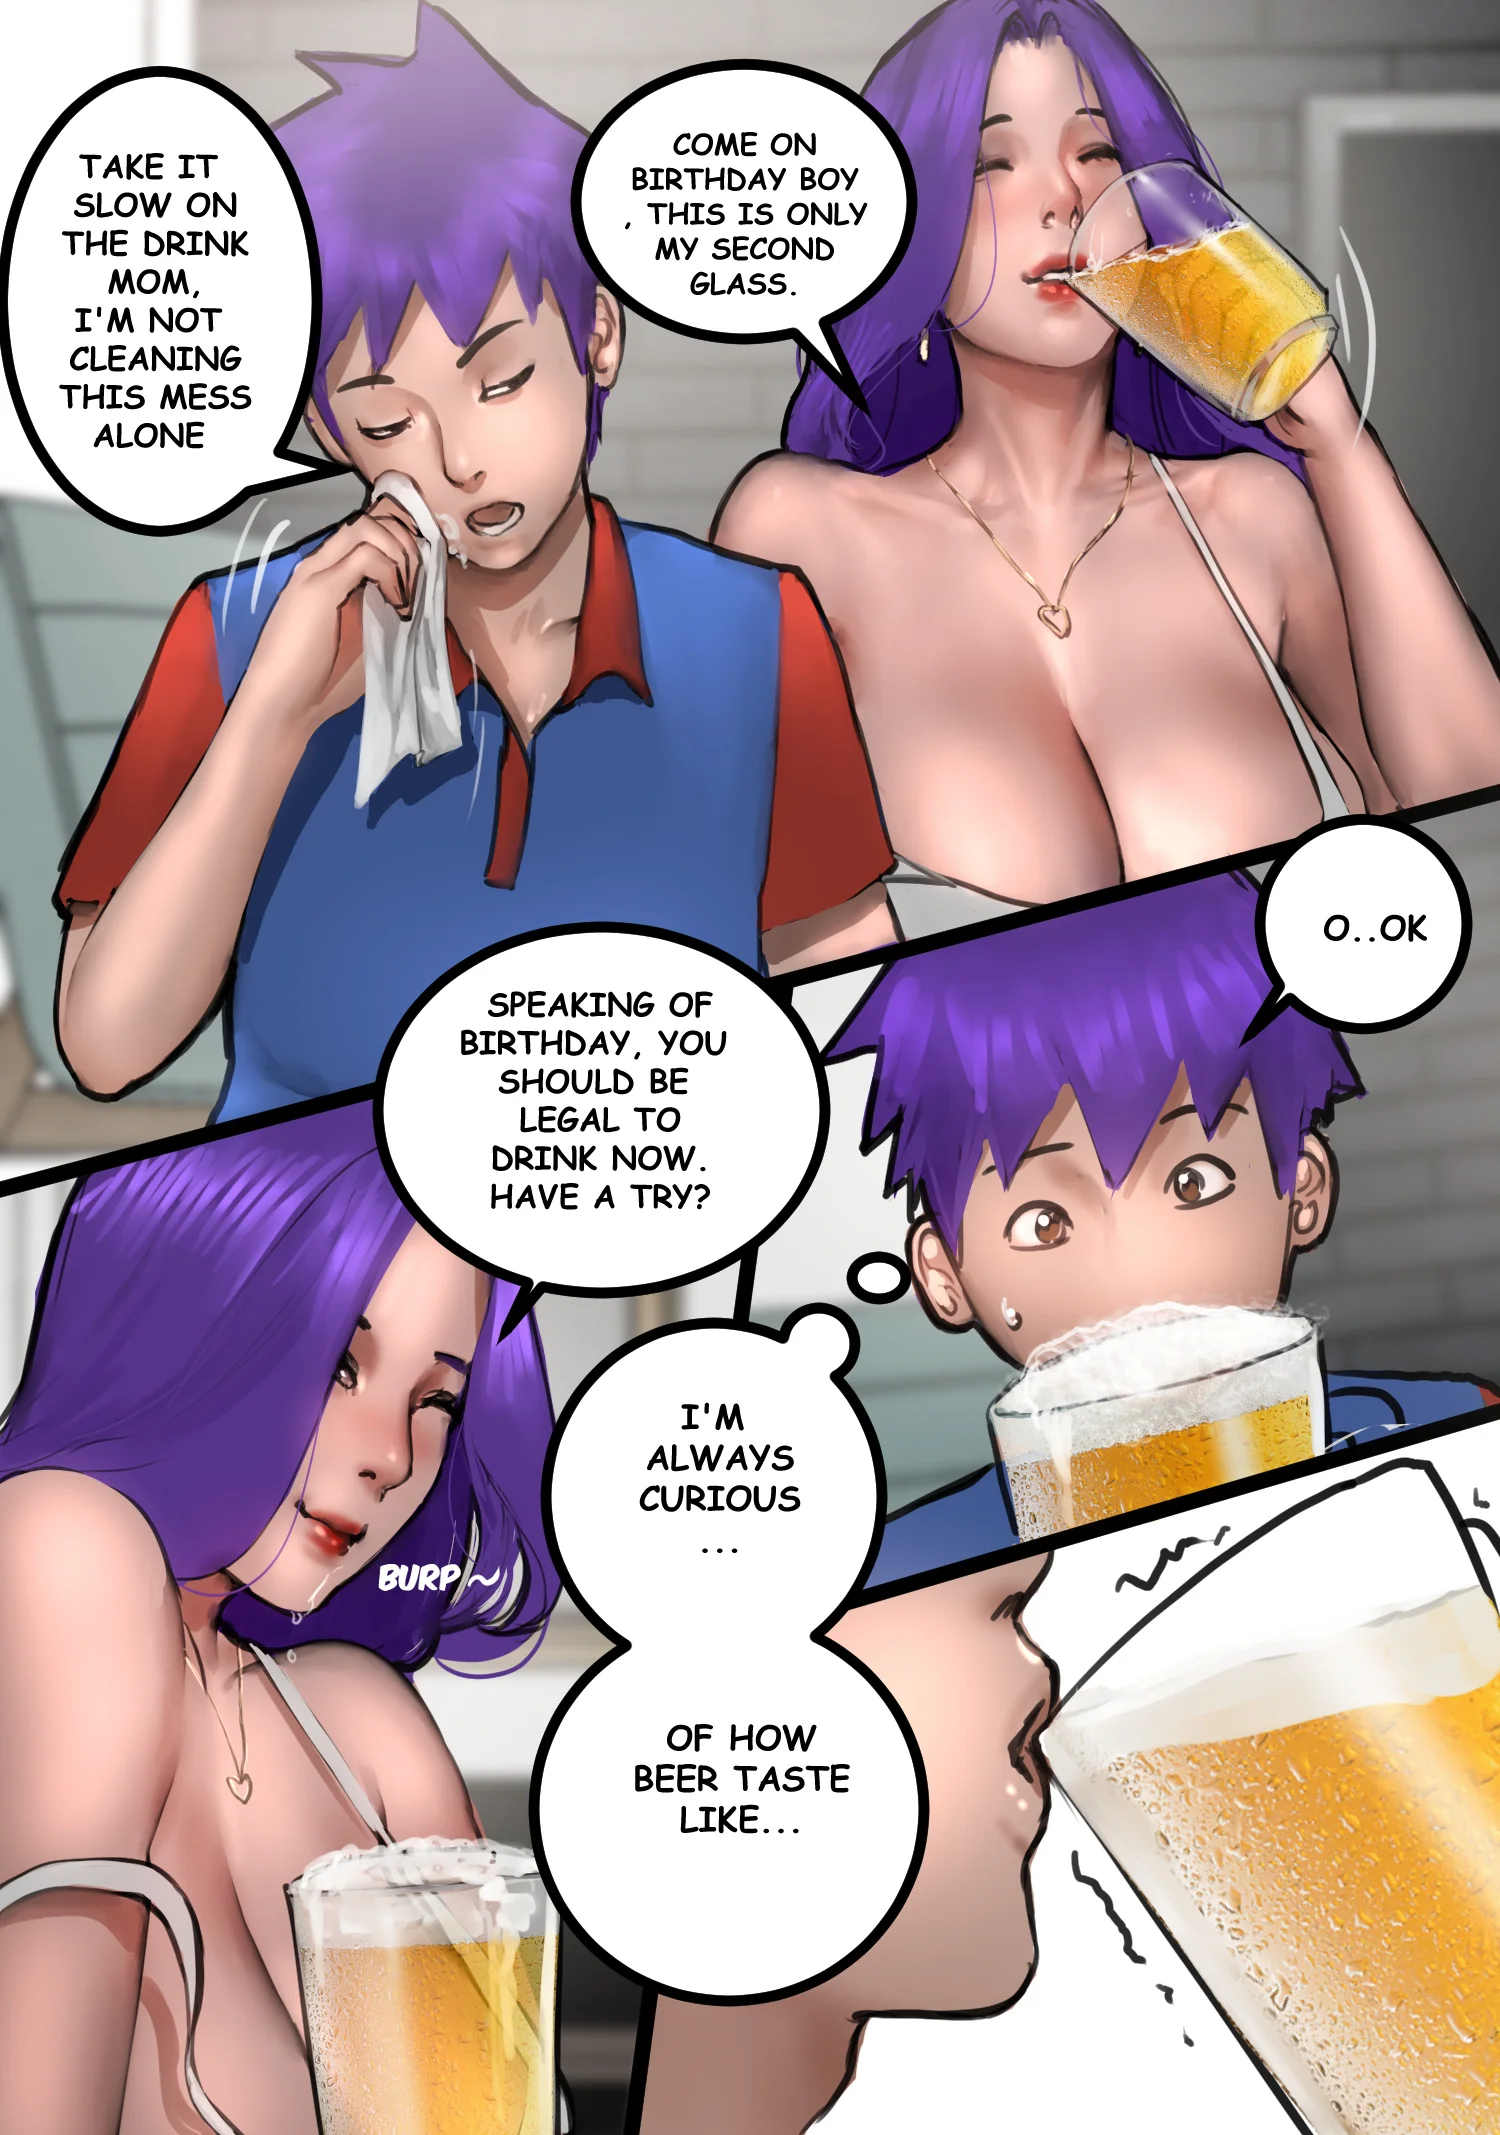 TAKE IT
SLOW ON
THE DRINK
MOM,
I'M NOT
CLEANING
THIS MESS
ALONE
COME ON
BIRTHDAY BOY
, THIS IS ONLY
MY SECOND
GLASS.
SPEAKING OF
BIRTHDAY, YOU
SHOULD BE
LEGAL TO
DRINK NOW.
HAVE A TRY?
BURP ~
O..OK
I'M
ALWAYS
CURIOUS
...
OF HOW
BEER TASTE
LIKE...